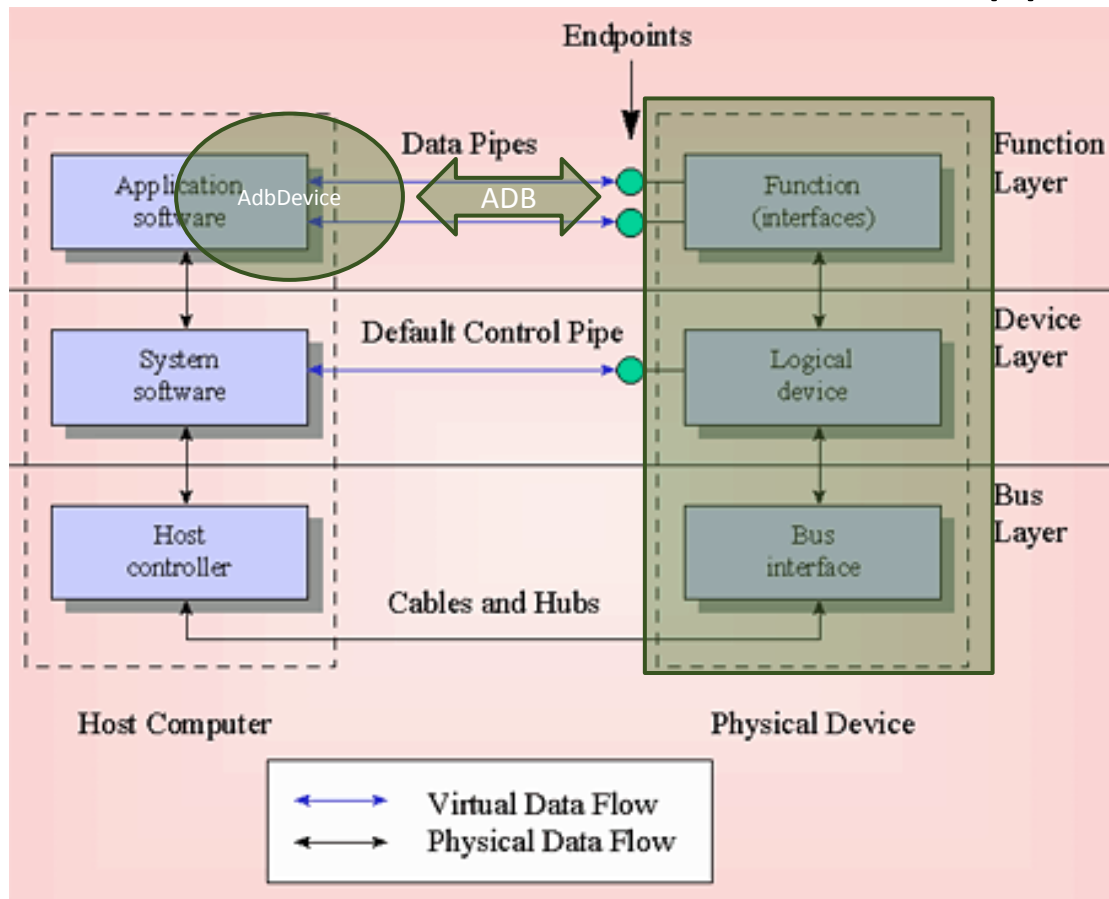 Endpoints
Data Pipes
Function
Layer
Application
software
AdbDevice
ADB
Function
(interfaces)
Default Control Pipe
Device
Layer
System
software
Logical
device
Bus
Layer
Host
controller
Bus
interface
Cables and Hubs
Host Computer
Physical Device
Virtual Data Flow
Physical Data Flow